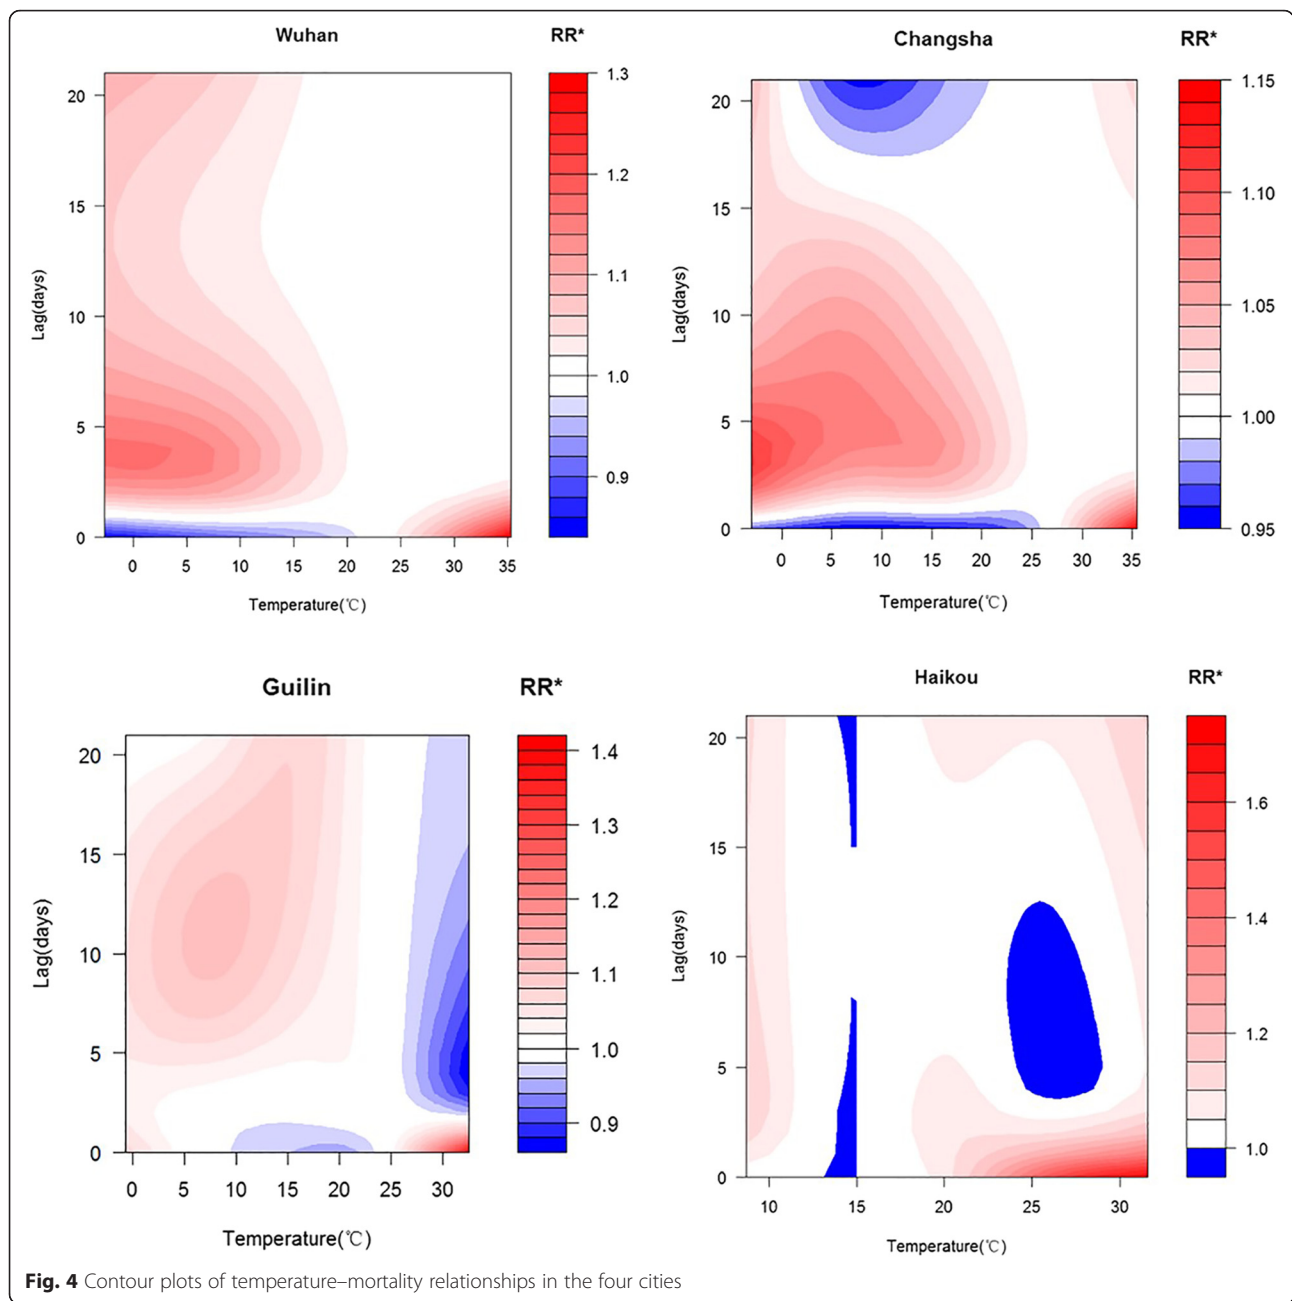 Wuhan RR*
20
15
10
5
0
Lag(days)
0 5 10 15 20 25 30 35
Temperature(℃)
1.3
1.2
1.1
1.0
0.9
Changsha RR*
20
15
10
5
0
Lag(days)
0 5 10 15 20 25 30 35
Temperature(℃)
1.15
1.10
1.05
1.00
0.95
Guilin RR*
20
15
10
5
0
Lag(days)
0 5 10 15 20 25 30
Temperature(℃)
1.4
1.3
1.2
1.1
1.0
0.9
Haikou RR*
20
15
10
5
0
Lag(days)
10 15 20 25 30
Temperature(℃)
1.6
1.4
1.2
1.0
Fig. 4 Contour plots of temperature–mortality relationships in the four cities